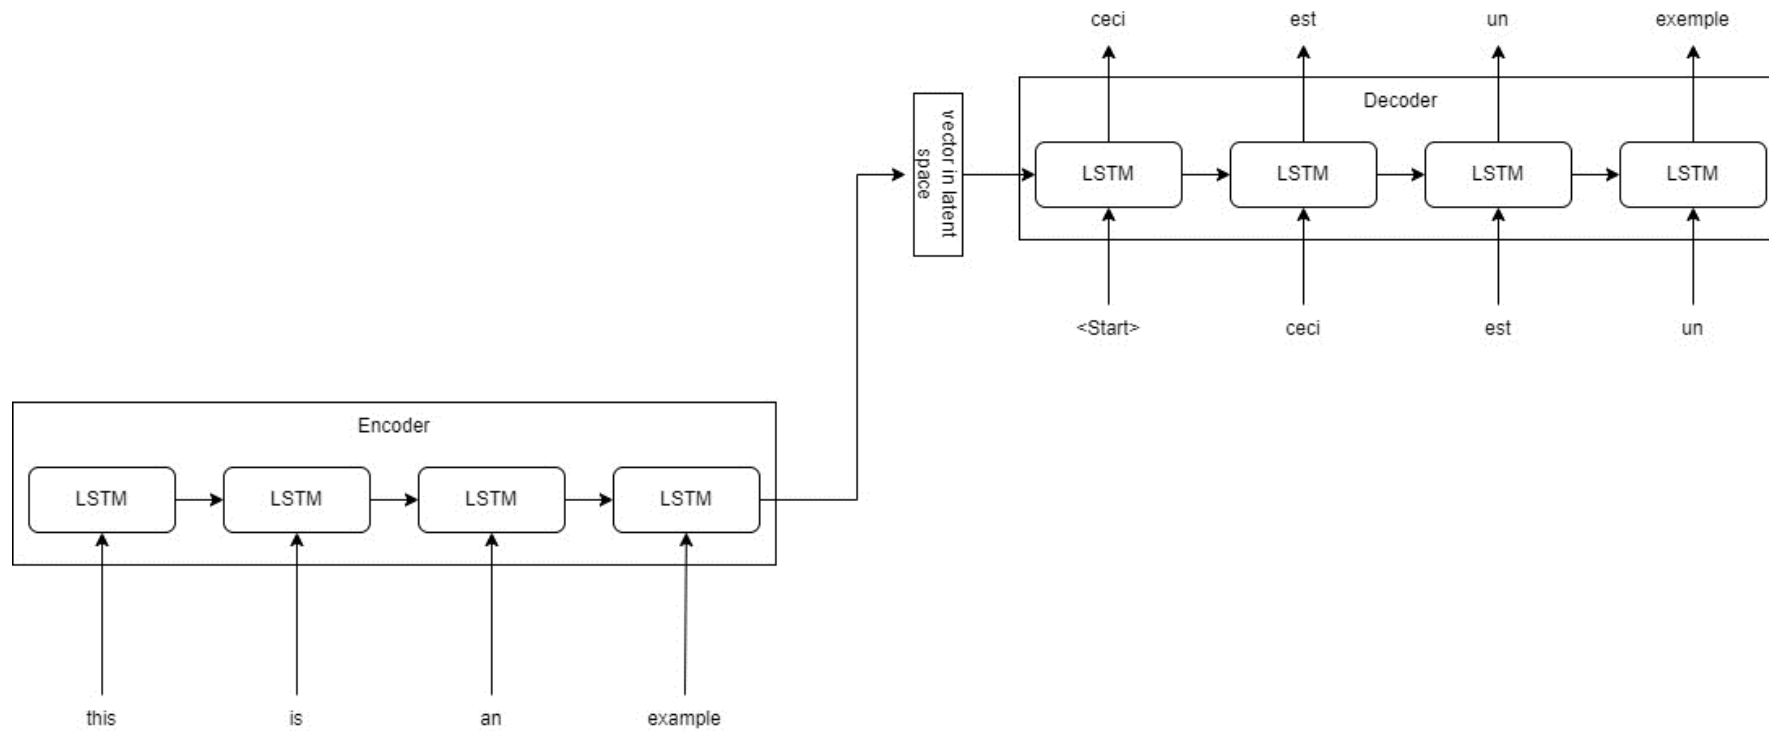 ceci est un exemple
Decoder
vector in latent
space
LSTM LSTM LSTM LSTM
<Start> ceci est un
Encoder
LSTM LSTM LSTM LSTM
this is an example